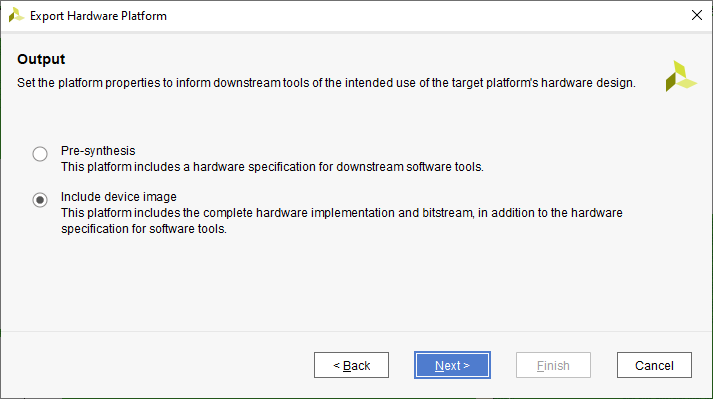 Export Hardware Platform
Output
Set the platform properties to inform downstream tools of the intended use of the target platform's hardware design.
Pre-synthesis
This platform includes a hardware specification for downstream software tools.
Include device image
This platform includes the complete hardware implementation and bitstream, in addition to the hardware
specification for software tools.
< Back
Next >
Finish
Cancel